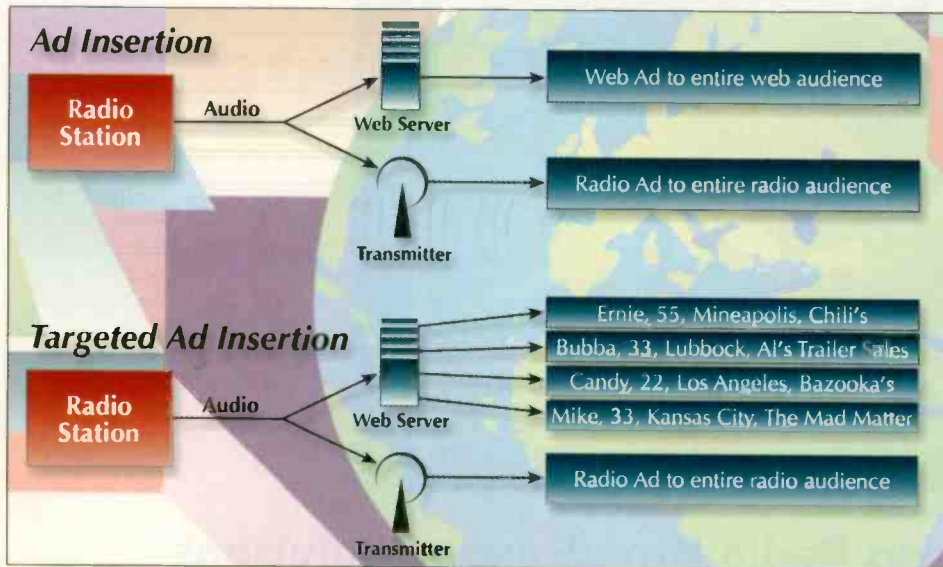 Ad Insertion
Radio
Station
Audio
Web Server
Transmitter
Web Ad to entire web audience
Radio Ad to entire radio audience
Targeted Ad Insertion
Radio
Station
Audio
Web Server
Transmitter
Ernie, 55, Mineapolis, Chili's
Bubba, 33, Lubbock, Al's Trailer Sales
Candy, 22, Los Angeles, Bazooka's
Mike, 33, Kansas City, The Mad Matter
Radio Ad to entire radio audience